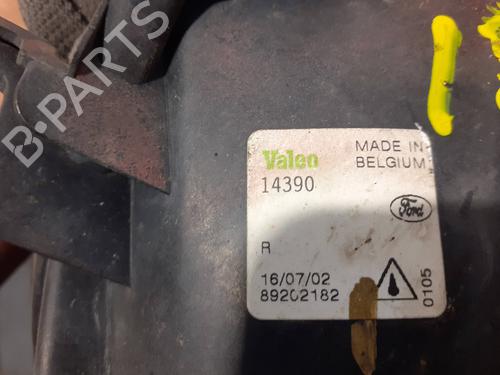 B-Parts
Valeo
MADE IN
BELGIUM
14390
Ford
R
16/07/02
89202182
0105